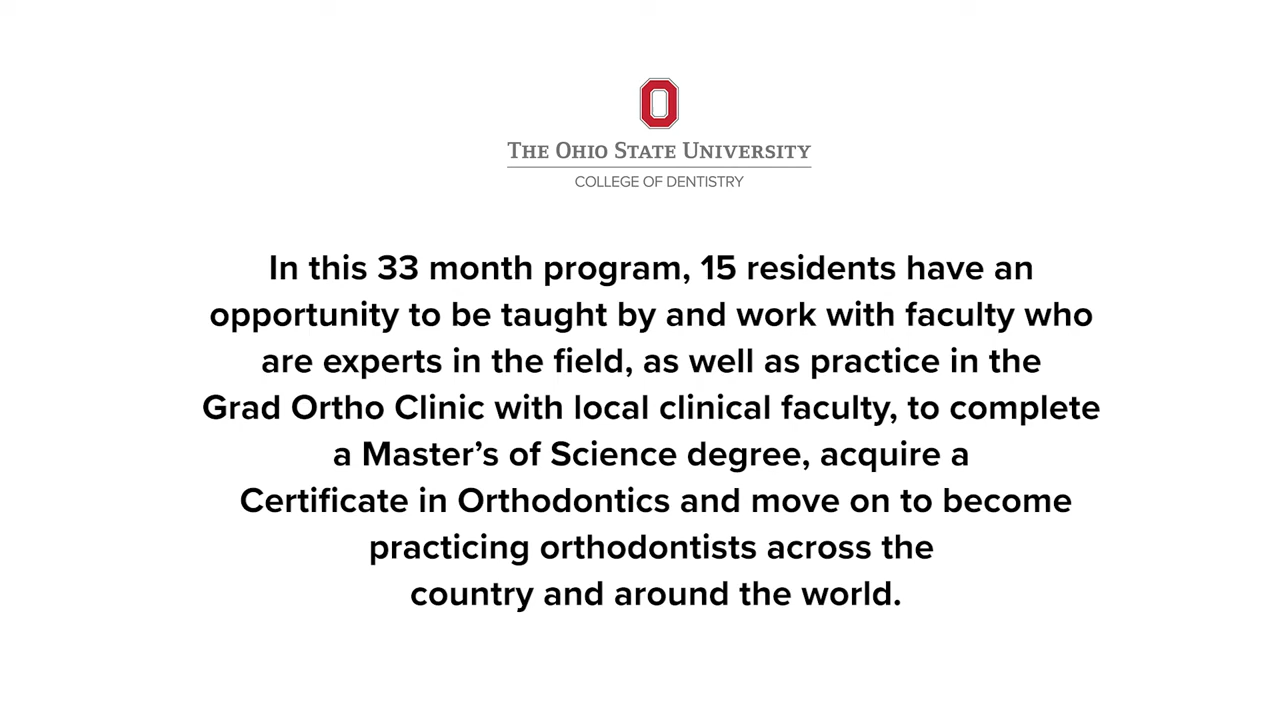 O
THE OHIO STATE UNIVERSITY
COLLEGE OF DENTISTRY
In this 33 month program, 15 residents have an
opportunity to be taught by and work with faculty who
are experts in the field, as well as practice in the
Grad Ortho Clinic with local clinical faculty, to complete
a Master’s of Science degree, acquire a
Certificate in Orthodontics and move on to become
practicing orthodontists across the
country and around the world.